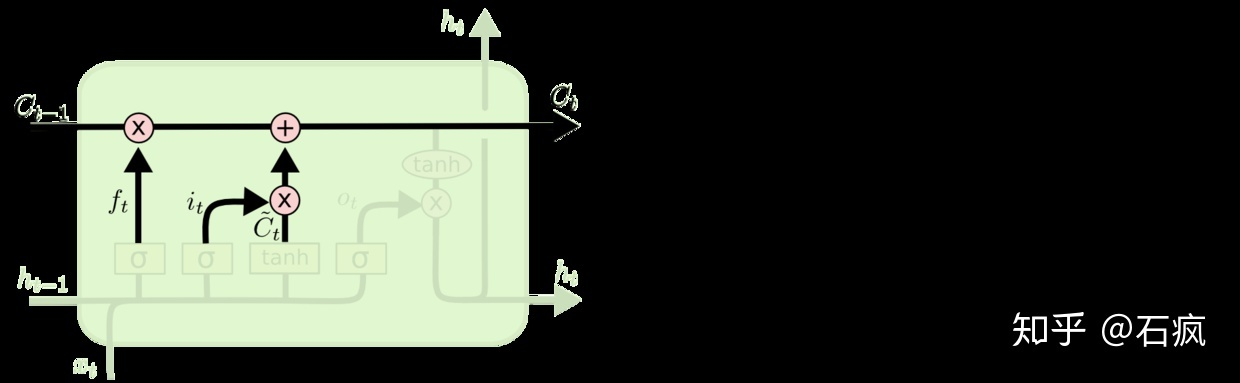 h_t
C_{t-1}
C_t
x
+
tanh
f_t
i_t
x
o_t
x
C̃_t
σ
σ
tanh
σ
h_{t-1}
h_t
x_t
知乎 @石疯